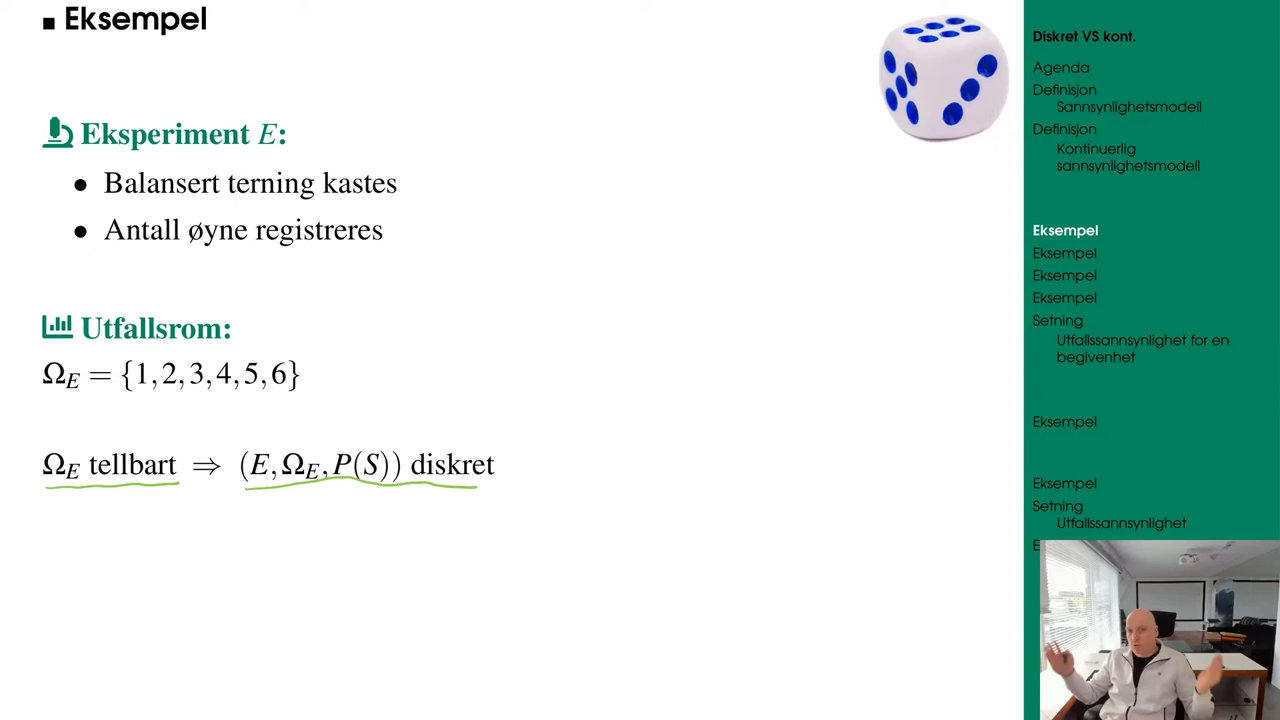 Eksempel
Eksperiment E:
• Balansert terning kastes
• Antall øyne registreres
Utfallsrom:
Ω_E = {1, 2, 3, 4, 5, 6}
Ω_E tellbart ⇒ (E, Ω_E, P(S)) diskret
Diskret VS kont.
Agenda
Definisjon
Sannsynlighetsmodell
Definisjon
Kontinuerlig
sannsynlighetsmodell
Eksempel
Eksempel
Eksempel
Eksempel
Setning
Utfallssannsynlighet for en
begivenhet
Eksempel
Eksempel
Setning
Utfallssannsynlighet